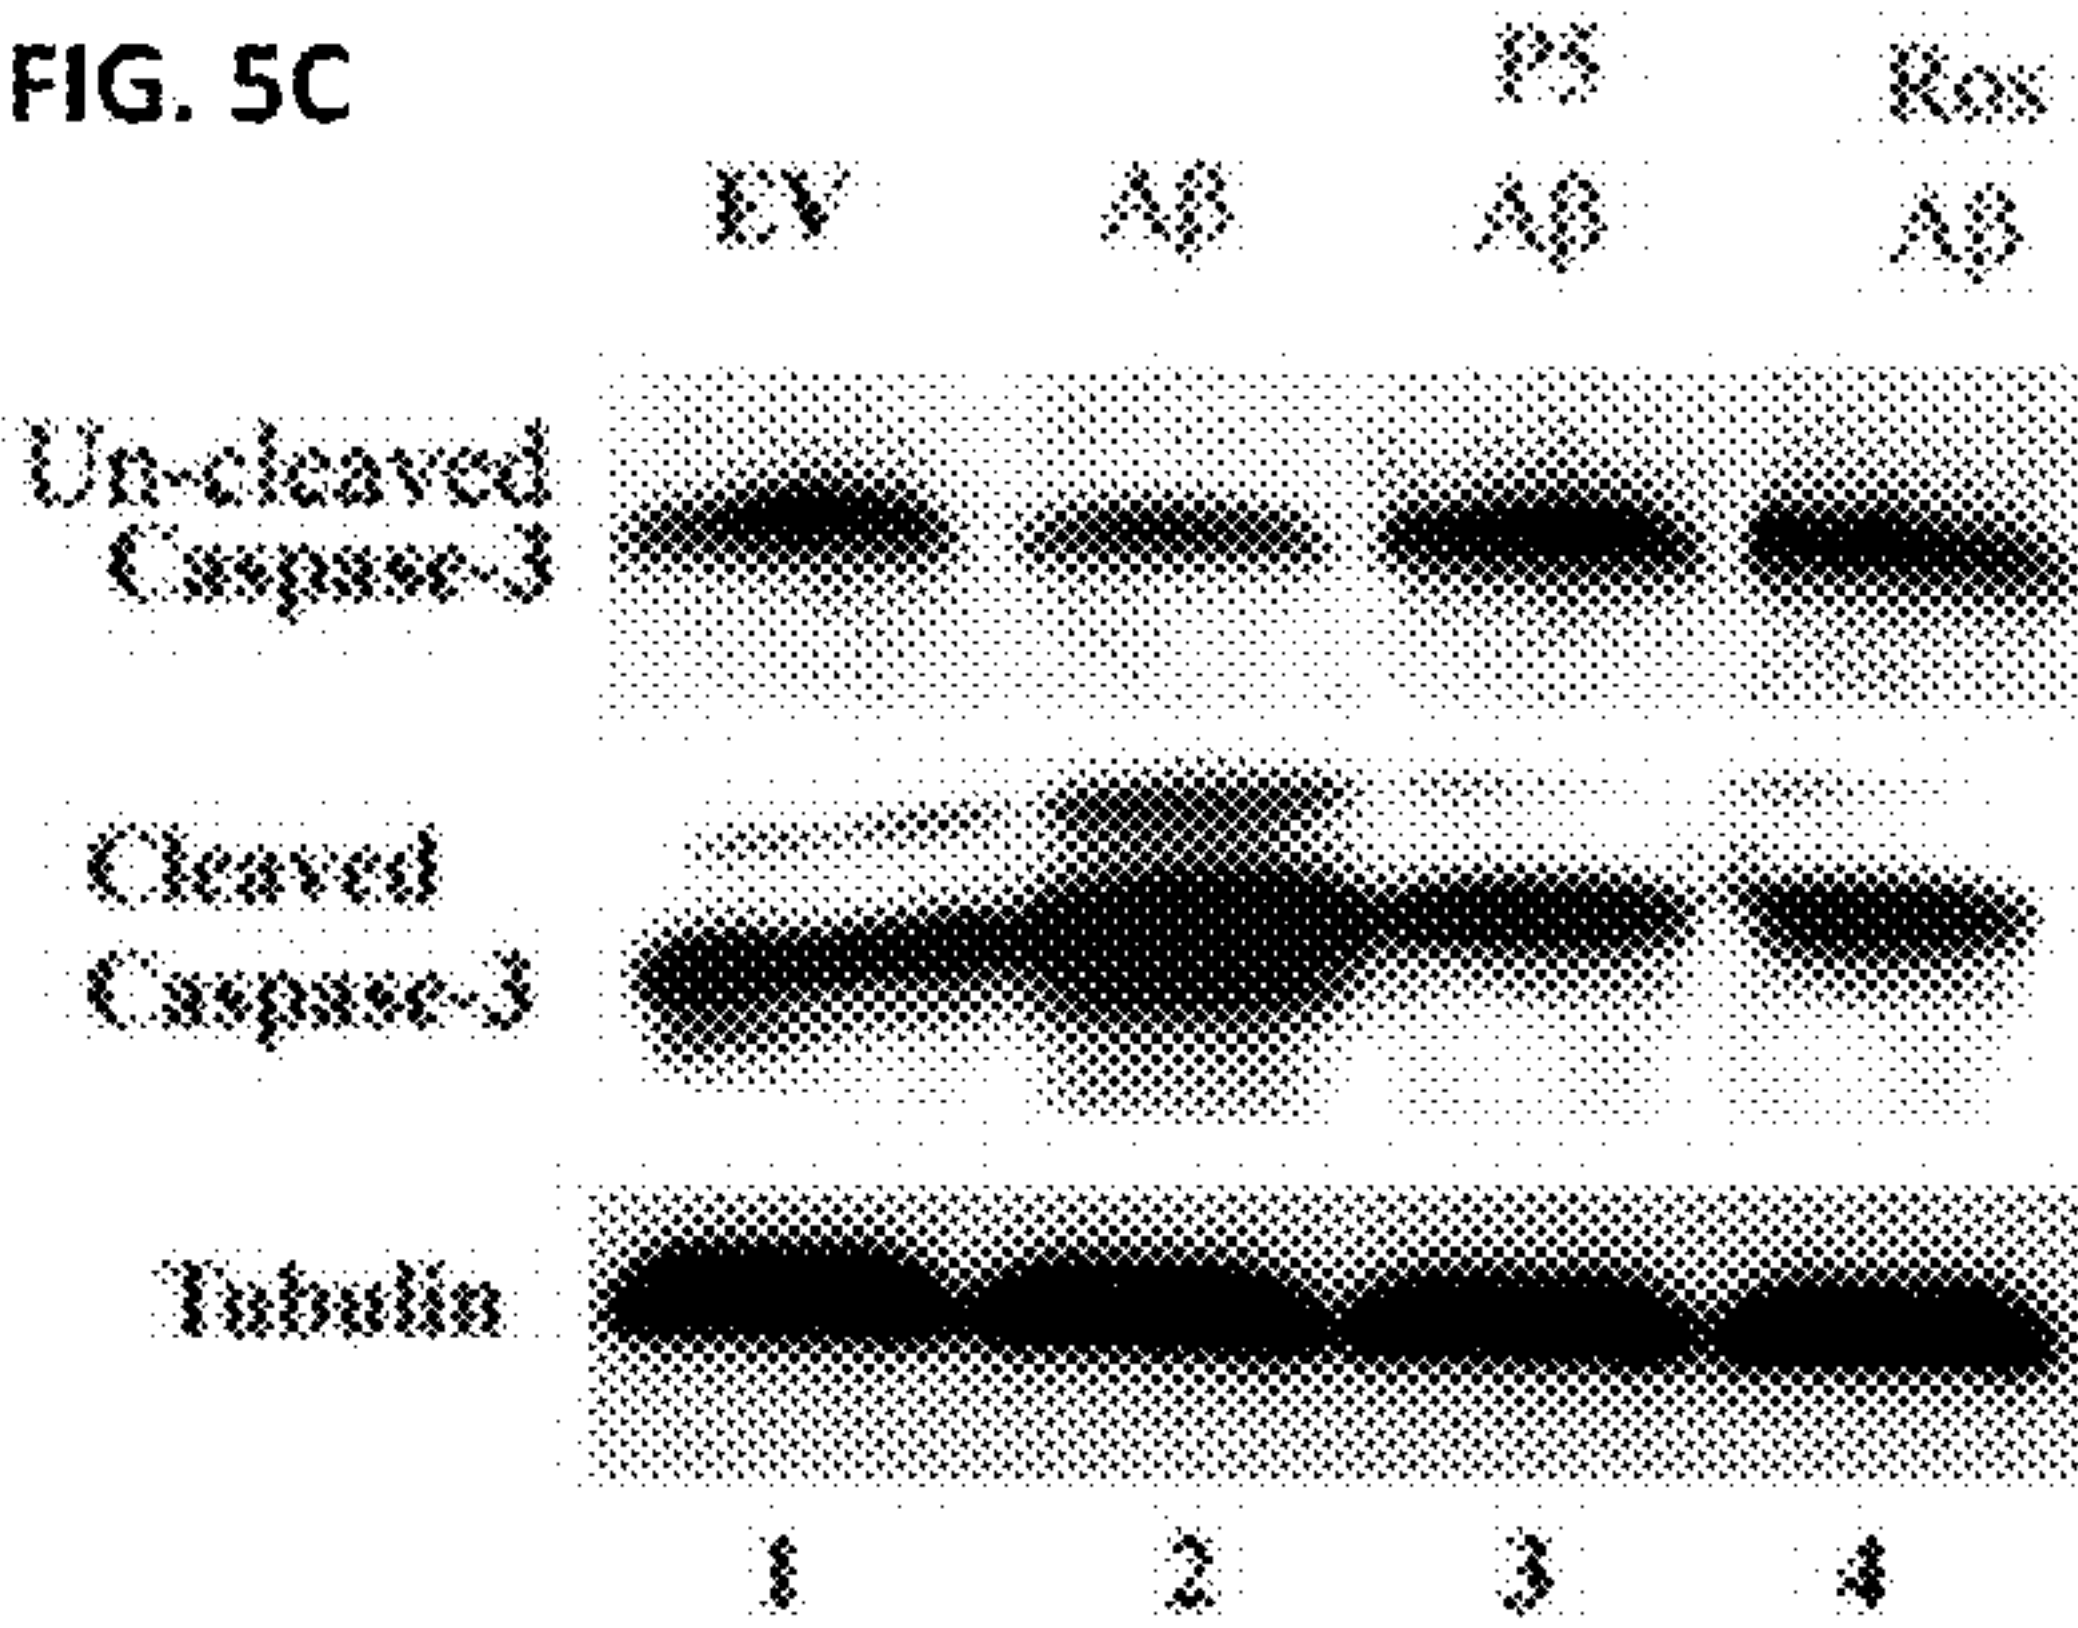 FIG. 5C
P5 Ros
EV Aβ Aβ Aβ
Un-cleaved
Caspase-3
Cleaved
Caspase-3
Tubulin
1 2 3 4